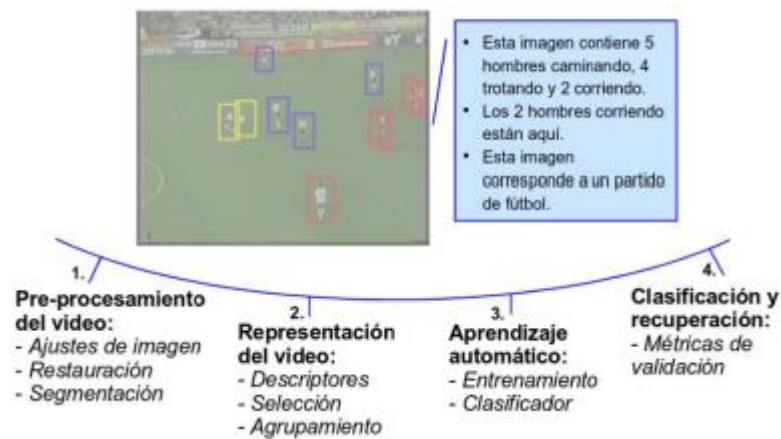 • Esta imagen contiene 5
hombres caminando, 4
trotando y 2 corriendo.
• Los 2 hombres corriendo
están aquí.
• Esta imagen
corresponde a un partido
de fútbol.
1.
Pre-procesamiento
del video:
- Ajustes de imagen
- Restauración
- Segmentación
2.
Representación
del video:
- Descriptores
- Selección
- Agrupamiento
3.
Aprendizaje
automático:
- Entrenamiento
- Clasificador
4.
Clasificación y
recuperación:
- Métricas de
validación